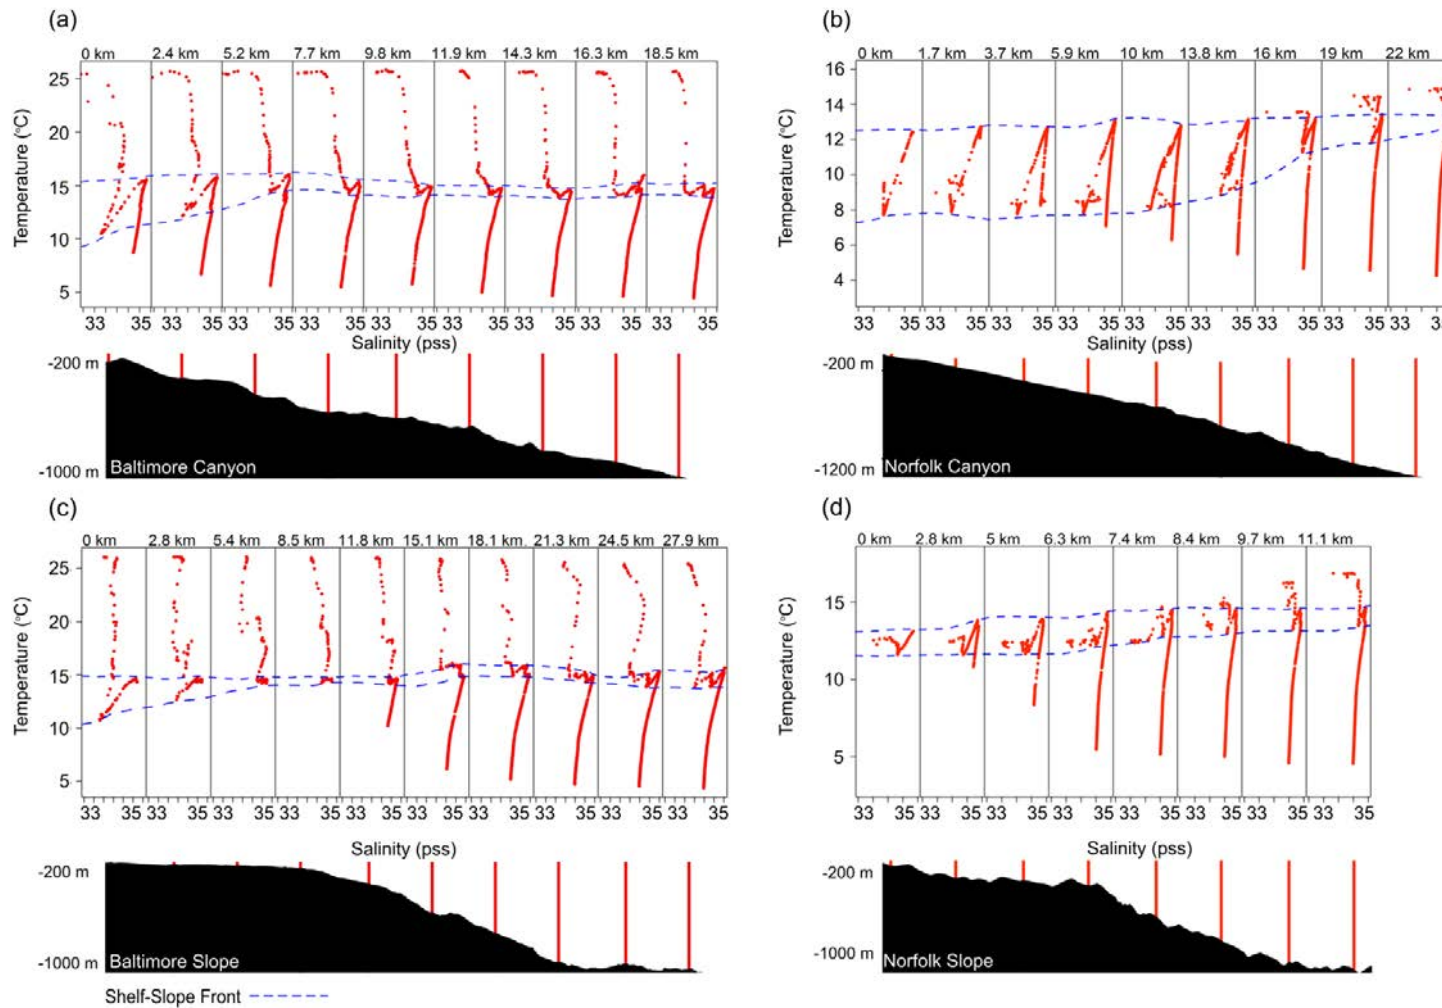 (a)
0 km 2.4 km 5.2 km 7.7 km 9.8 km 11.9 km 14.3 km 16.3 km 18.5 km
25
20
15
10
5
Temperature (°C)
33 35 33 35 33 35 33 35 33 35 33 35 33 35 33 35 33 35
Salinity (pss)
-200 m
-1000 m
Baltimore Canyon
(b)
0 km 1.7 km 3.7 km 5.9 km 10 km 13.8 km 16 km 19 km 22 km
16
14
12
10
8
6
4
Temperature (°C)
33 35 33 35 33 35 33 35 33 35 33 35 33 35 33 35 33 3
Salinity (pss)
-200 m
-1200 m
Norfolk Canyon
(c)
0 km 2.8 km 5.4 km 8.5 km 11.8 km 15.1 km 18.1 km 21.3 km 24.5 km 27.9 km
25
20
15
10
5
Temperature (°C)
33 35 33 35 33 35 33 35 33 35 33 35 33 35 33 35 33 35 33 35
Salinity (pss)
-200 m
-1000 m
Baltimore Slope
Shelf-Slope Front
(d)
0 km 2.8 km 5 km 6.3 km 7.4 km 8.4 km 9.7 km 11.1 km
15
10
5
Temperature (°C)
33 35 33 35 33 35 33 35 33 35 33 35 33 35 33 35
Salinity (pss)
-200 m
-1000 m
Norfolk Slope